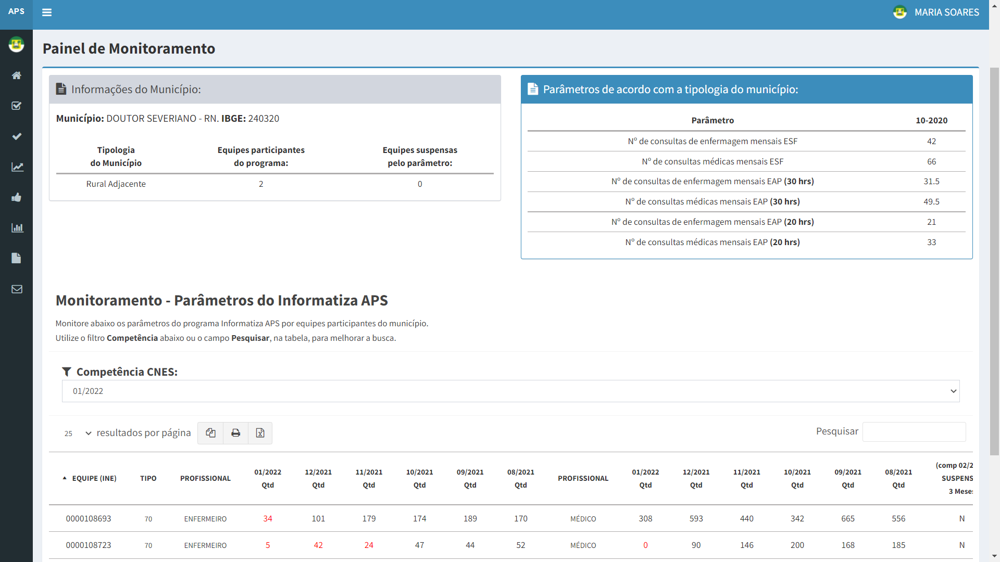 APS
MARIA SOARES
Painel de Monitoramento
Informações do Município:
Município: DOUTOR SEVERIANO - RN. IBGE: 240320
Tipologia do Município Equipes participantes do programa: Equipes suspensas pelo parâmetro:
Rural Adjacente 2 0
Parâmetros de acordo com a tipologia do município:
Parâmetro 10-2020
Nº de consultas de enfermagem mensais ESF 42
Nº de consultas médicas mensais ESF 66
Nº de consultas de enfermagem mensais EAP (30 hrs) 31.5
Nº de consultas médicas mensais EAP (30 hrs) 49.5
Nº de consultas de enfermagem mensais EAP (20 hrs) 21
Nº de consultas médicas mensais EAP (20 hrs) 33
Monitoramento - Parâmetros do Informatiza APS
Monitore abaixo os parâmetros do programa Informatiza APS por equipes participantes do município.
Utilize o filtro Competência abaixo ou o campo Pesquisar, na tabela, para melhorar a busca.
Competência CNES:
01/2022
25 resultados por página
Pesquisar
EQUIPE (INE) TIPO PROFISSIONAL 01/2022 Qtd 12/2021 Qtd 11/2021 Qtd 10/2021 Qtd 09/2021 Qtd 08/2021 Qtd PROFISSIONAL 01/2022 Qtd 12/2021 Qtd 11/2021 Qtd 10/2021 Qtd 09/2021 Qtd 08/2021 Qtd (comp 02/2 SUSPENS 3 Mese
0000108693 70 ENFERMEIRO 34 101 179 174 189 170 MÉDICO 308 593 440 342 665 556 N
0000108723 70 ENFERMEIRO 5 42 24 47 44 52 MÉDICO 0 90 146 200 168 185 N